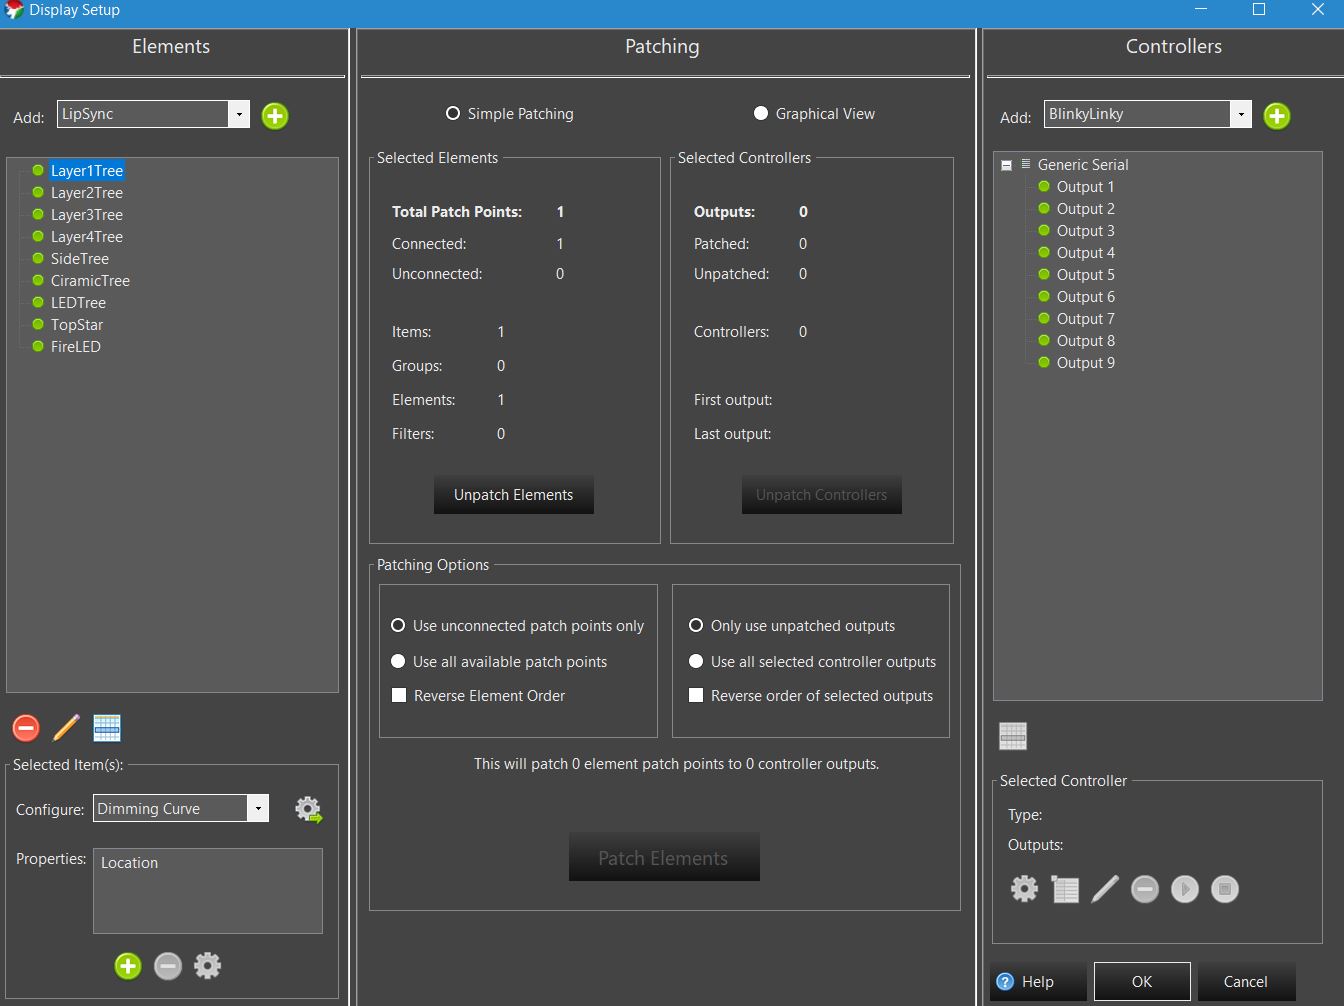 Display Setup
Elements
Add:
LipSync
Layer1Tree
Layer2Tree
Layer3Tree
Layer4Tree
SideTree
CiramicTree
LEDTree
TopStar
FireLED
Selected Item(s):
Configure:
Dimming Curve
Properties:
Location
Patching
Simple Patching
Graphical View
Selected Elements
Total Patch Points: 1
Connected: 1
Unconnected: 0
Items: 1
Groups: 0
Elements: 1
Filters: 0
Unpatch Elements
Selected Controllers
Outputs: 0
Patched: 0
Unpatched: 0
Controllers: 0
First output:
Last output:
Unpatch Controllers
Patching Options
Use unconnected patch points only
Use all available patch points
Reverse Element Order
Only use unpatched outputs
Use all selected controller outputs
Reverse order of selected outputs
This will patch 0 element patch points to 0 controller outputs.
Patch Elements
Controllers
Add:
BlinkyLinky
Generic Serial
Output 1
Output 2
Output 3
Output 4
Output 5
Output 6
Output 7
Output 8
Output 9
Selected Controller
Type:
Outputs:
? Help
OK
Cancel